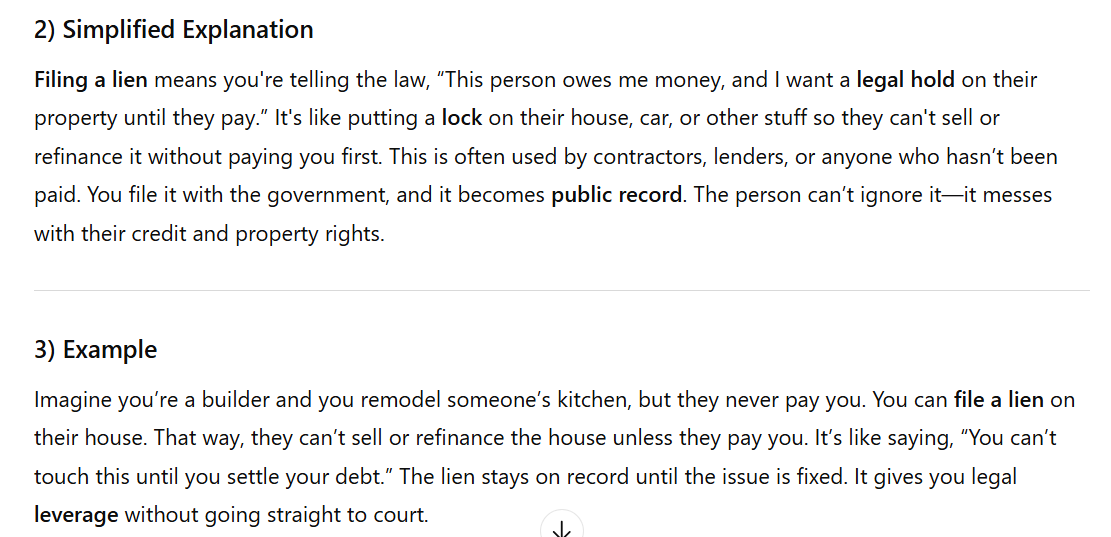 2) Simplified Explanation
Filing a lien means you're telling the law, “This person owes me money, and I want a legal hold on their
property until they pay.” It's like putting a lock on their house, car, or other stuff so they can't sell or
refinance it without paying you first. This is often used by contractors, lenders, or anyone who hasn’t been
paid. You file it with the government, and it becomes public record. The person can’t ignore it—it messes
with their credit and property rights.
3) Example
Imagine you’re a builder and you remodel someone’s kitchen, but they never pay you. You can file a lien on
their house. That way, they can’t sell or refinance the house unless they pay you. It’s like saying, “You can’t
touch this until you settle your debt.” The lien stays on record until the issue is fixed. It gives you legal
leverage without going straight to court.